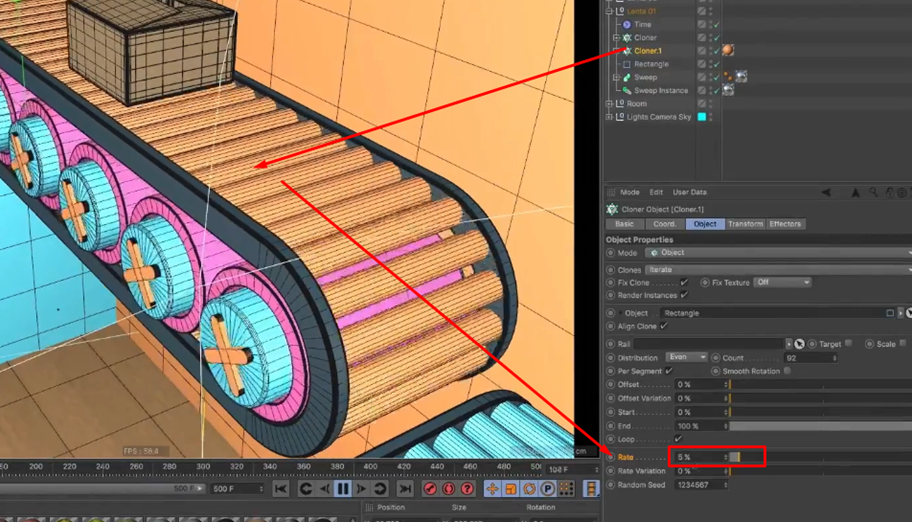 Lenta 01
Time
Cloner
Cloner.1
Rectangle
Sweep
Sweep Instance
Room
Lights Camera Sky
Mode Edit User Data
Cloner Object [Cloner.1]
Basic Coord. Object Transform Effectors
Object Properties
Mode Object
Clones Iterate
Fix Clone Fix Texture Off
Render Instances
Object Rectangle
Align Clone
Rail Target Scale
Distribution Even Count 92
Per Segment Smooth Rotation
Offset 0 %
Offset Variation 0 %
Start 0 %
End 100 %
Loop
Rate 5 %
Rate Variation 0 %
Random Seed 1234567
FPS : 58.4
cm
240 260 280 300 320 340 360 380 400 420 440 460 480 500
500 F 500 F
Position Size Rotation